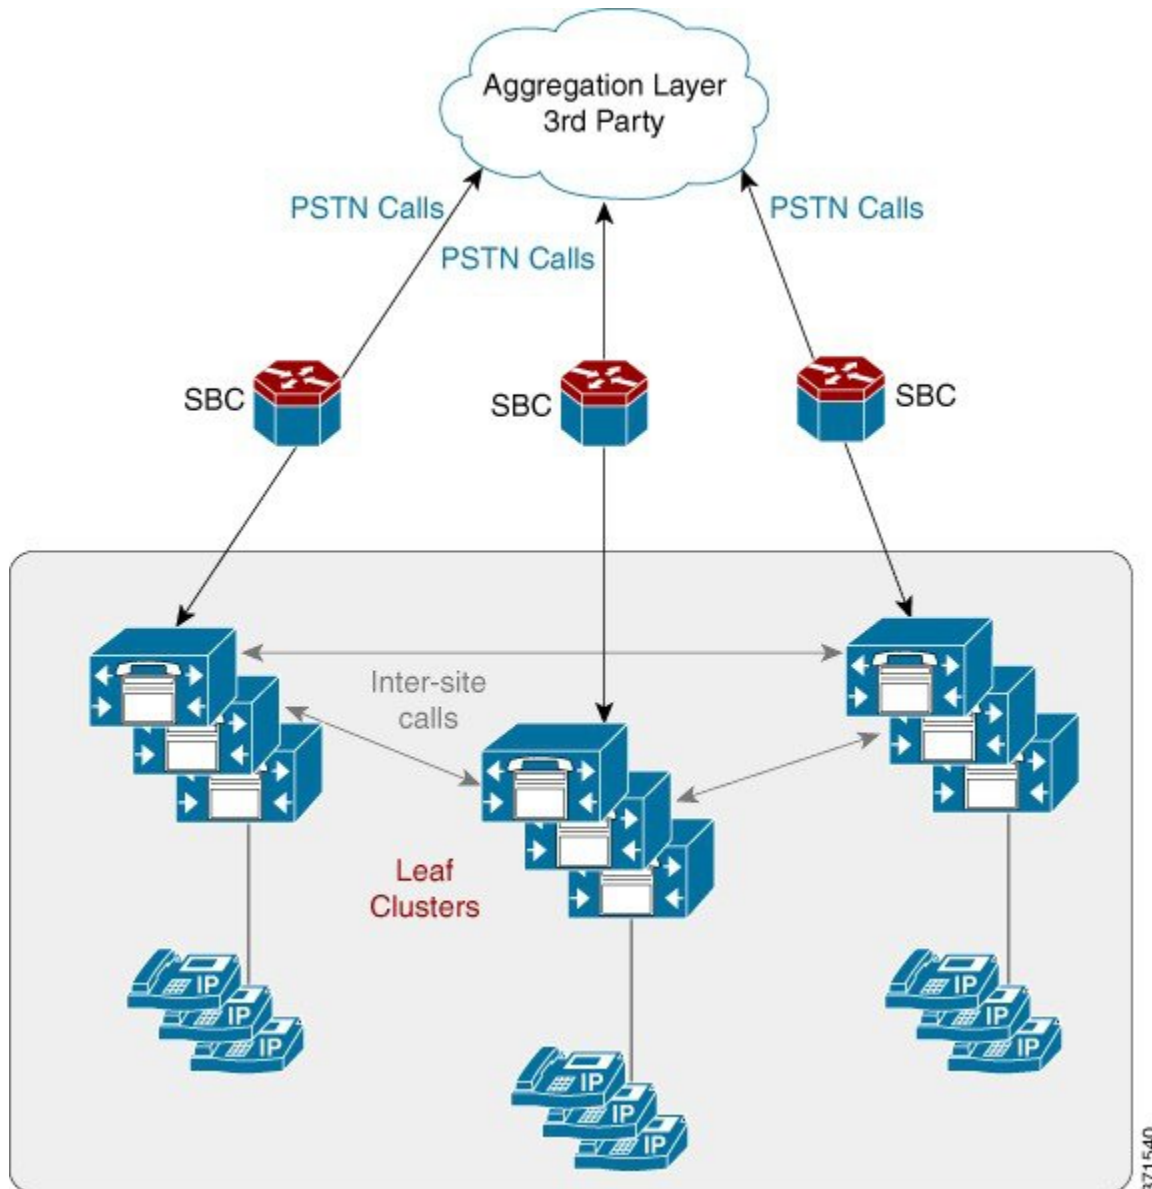 Aggregation Layer
3rd Party
PSTN Calls
PSTN Calls
PSTN Calls
SBC
SBC
SBC
Inter-site
calls
Leaf
Clusters
IP
IP
IP
IP
IP
IP
IP
IP
IP
371540